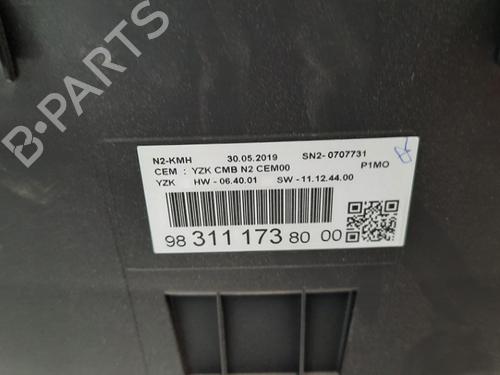 B-PARTS
N2-KMH 30.05.2019 SN2- 0707731
CEM : YZK CMB N2 CEM00 P1MO
YZK HW - 06.40.01 SW - 11.12.44.00
98 311 173 80 00